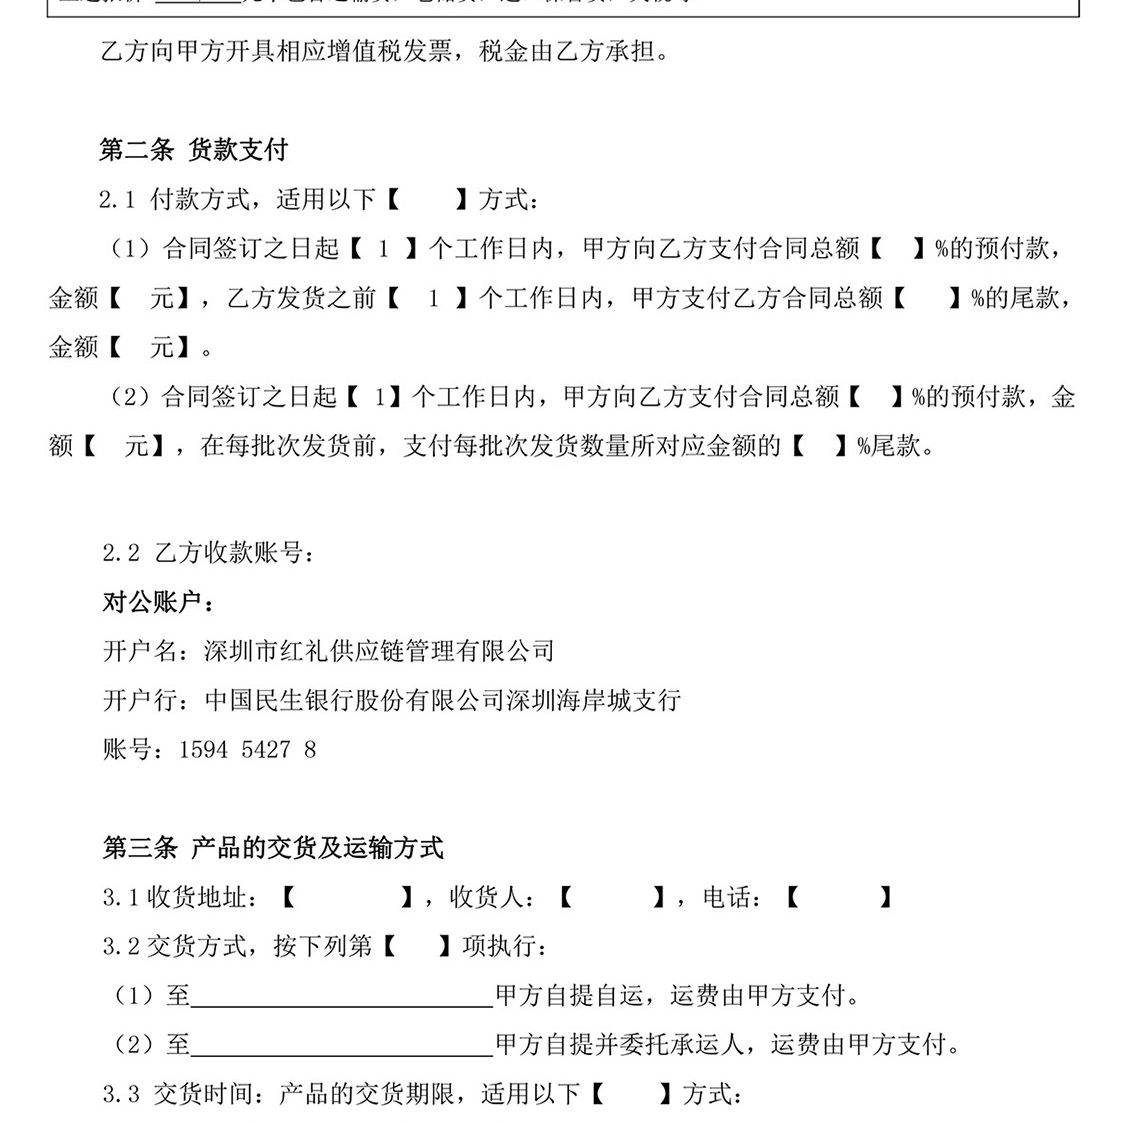 乙方向甲方开具相应增值税发票，税金由乙方承担。
第二条 货款支付
2.1 付款方式，适用以下【  】方式：
（1）合同签订之日起【 1 】个工作日内，甲方向乙方支付合同总额【 】%的预付款，
金额【 元】，乙方发货之前【 1 】个工作日内，甲方支付乙方合同总额【 】%的尾款，
金额【 元】。
（2）合同签订之日起【 1】个工作日内，甲方向乙方支付合同总额【 】%的预付款，金
额【 元】，在每批次发货前，支付每批次发货数量所对应金额的【 】%尾款。
2.2 乙方收款账号：
对公账户：
开户名：深圳市红礼供应链管理有限公司
开户行：中国民生银行股份有限公司深圳海岸城支行
账号：1594 5427 8
第三条 产品的交货及运输方式
3.1收货地址：【     】，收货人：【    】，电话：【    】
3.2交货方式，按下列第【  】项执行：
（1）至________________________甲方自提自运，运费由甲方支付。
（2）至________________________甲方自提并委托承运人，运费由甲方支付。
3.3 交货时间：产品的交货期限，适用以下【  】方式：